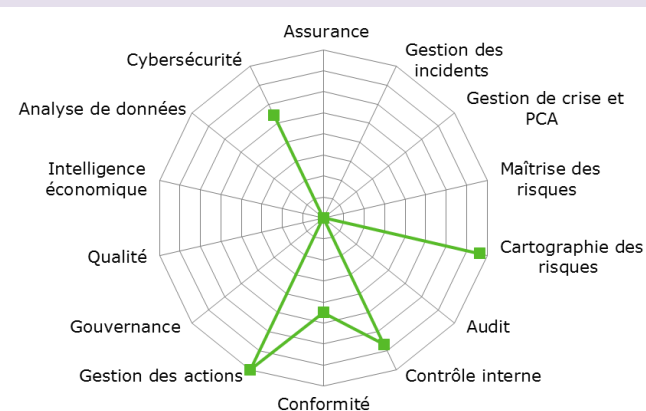 Assurance
Gestion des
incidents
Gestion de crise et
PCA
Maîtrise des
risques
Cartographie des
risques
Audit
Contrôle interne
Conformité
Gestion des actions
Gouvernance
Qualité
Intelligence
économique
Analyse de données
Cybersécurité